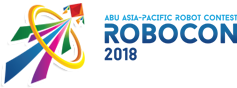 ABU ASIA-PACIFIC ROBOT CONTEST
ROBOCON
2018